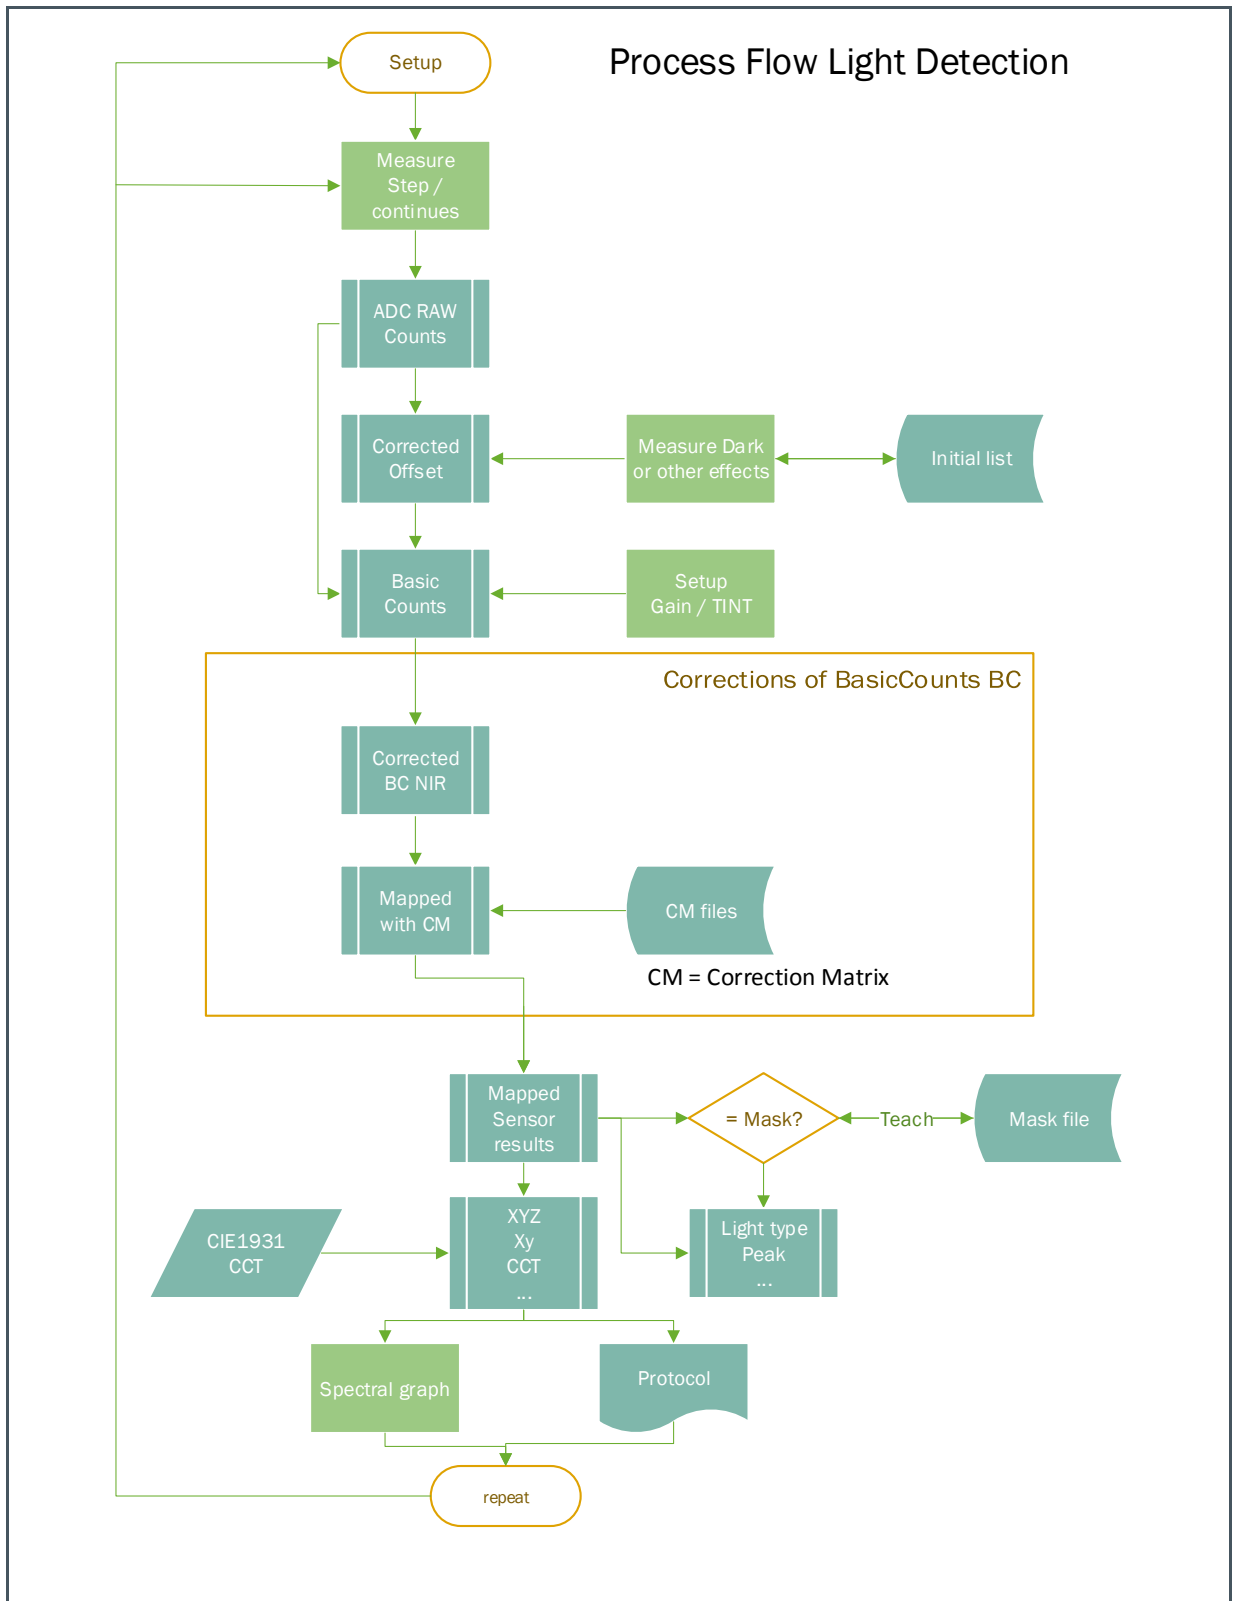 Process Flow Light Detection
Setup
Measure
Step /
continues
ADC RAW
Counts
Corrected
Offset
Measure Dark
or other effects
Initial list
Basic
Counts
Setup
Gain / TINT
Corrections of BasicCounts BC
Corrected
BC NIR
Mapped
with CM
CM files
CM = Correction Matrix
Mapped
Sensor
results
= Mask?
Teach
Mask file
CIE1931
CCT
XYZ
Xy
CCT
...
Light type
Peak
...
Spectral graph
Protocol
repeat